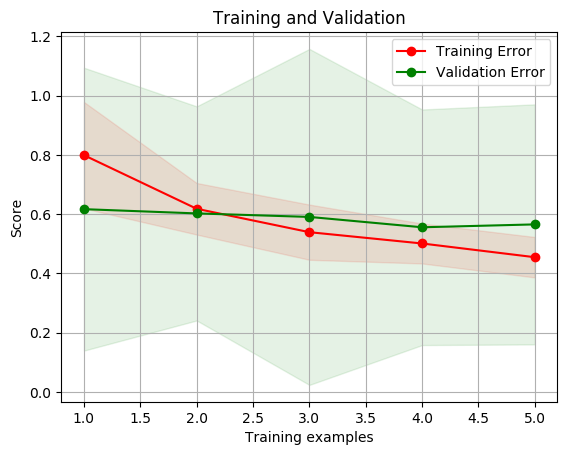 Training and Validation
1.2
1.0
0.8
0.6
0.4
0.2
0.0
Score
Training Error
Validation Error
1.0 1.5 2.0 2.5 3.0 3.5 4.0 4.5 5.0
Training examples